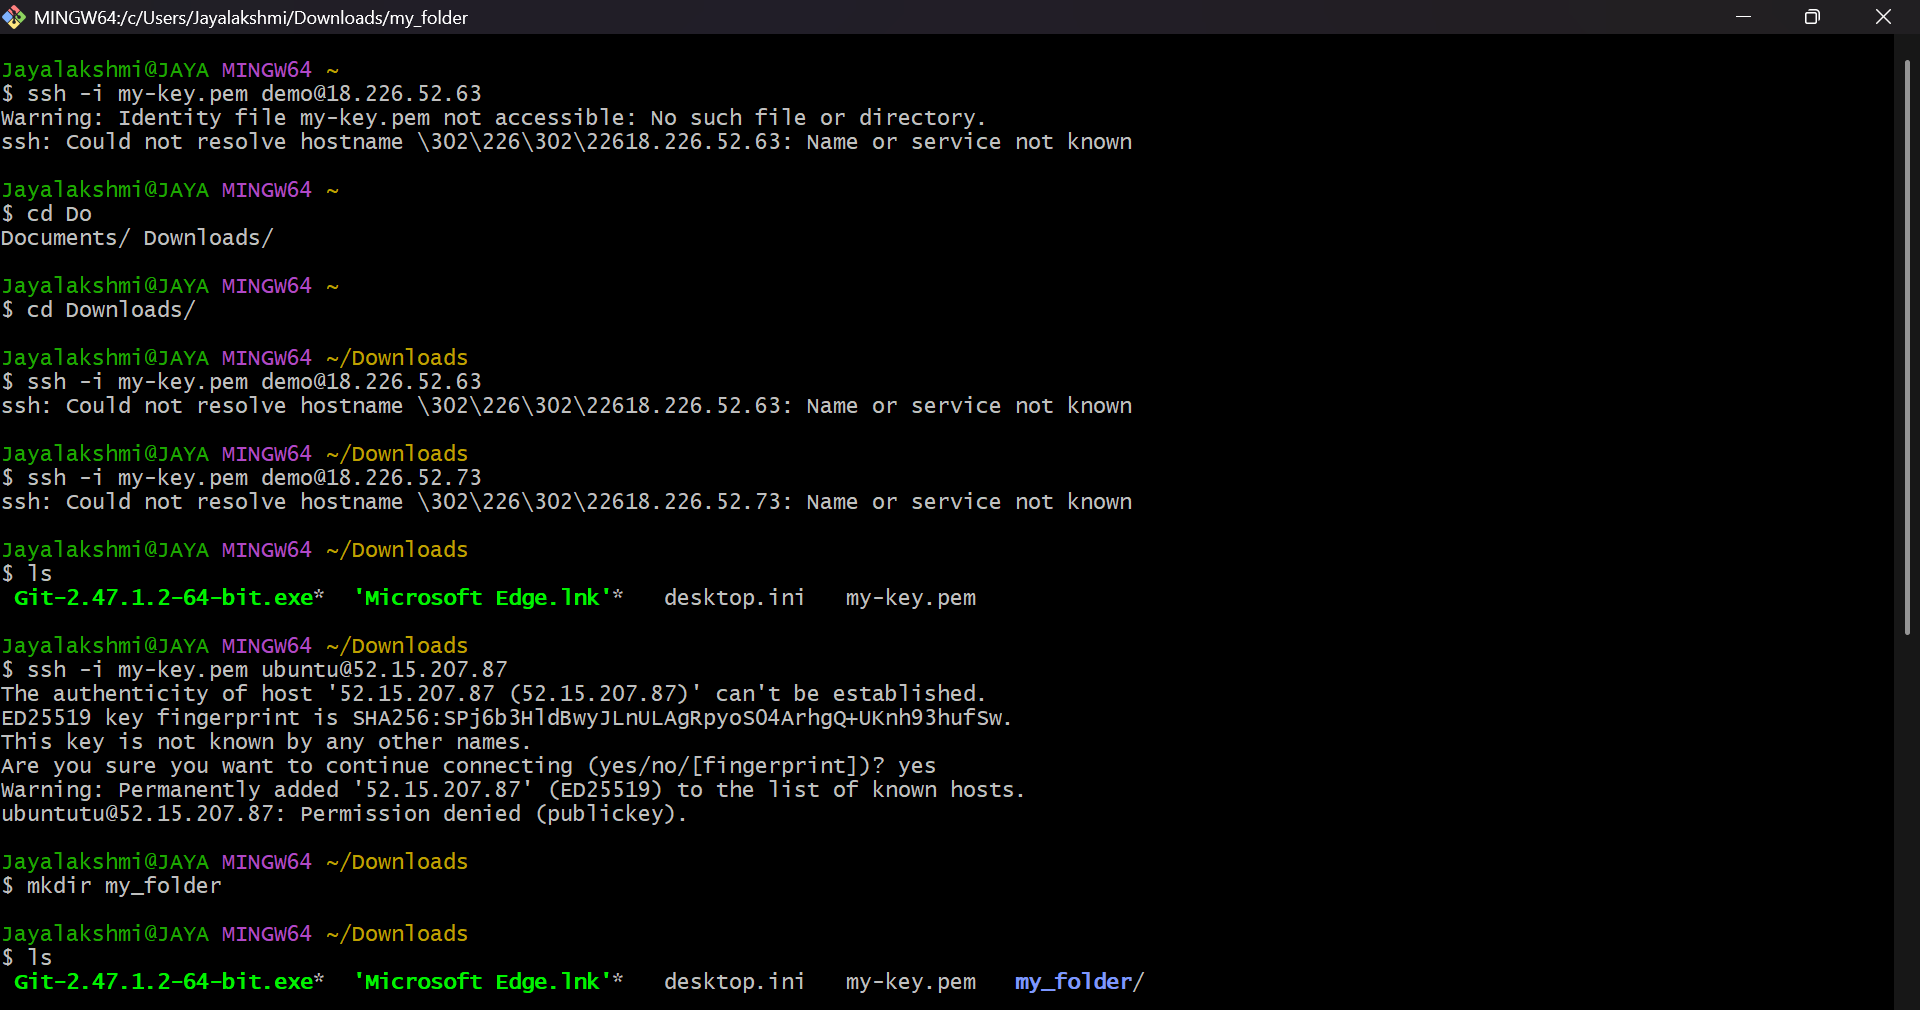 MINGW64:/c/Users/Jayalakshmi/Downloads/my_folder
Jayalakshmi@JAYA MINGW64 ~
$ ssh -i my-key.pem demo@18.226.52.63
Warning: Identity file my-key.pem not accessible: No such file or directory.
ssh: Could not resolve hostname \302\226\302\22618.226.52.63: Name or service not known
Jayalakshmi@JAYA MINGW64 ~
$ cd Do
Documents/ Downloads/
Jayalakshmi@JAYA MINGW64 ~
$ cd Downloads/
Jayalakshmi@JAYA MINGW64 ~/Downloads
$ ssh -i my-key.pem demo@18.226.52.63
ssh: Could not resolve hostname \302\226\302\22618.226.52.63: Name or service not known
Jayalakshmi@JAYA MINGW64 ~/Downloads
$ ssh -i my-key.pem demo@18.226.52.73
ssh: Could not resolve hostname \302\226\302\22618.226.52.73: Name or service not known
Jayalakshmi@JAYA MINGW64 ~/Downloads
$ ls
Git-2.47.1.2-64-bit.exe* 'Microsoft Edge.lnk'* desktop.ini my-key.pem
Jayalakshmi@JAYA MINGW64 ~/Downloads
$ ssh -i my-key.pem ubuntu@52.15.207.87
The authenticity of host '52.15.207.87 (52.15.207.87)' can't be established.
ED25519 key fingerprint is SHA256:SPj6b3HldBwyJLnULAgRpyoSO4ArhgQ+UKnh93hufSw.
This key is not known by any other names.
Are you sure you want to continue connecting (yes/no/[fingerprint])? yes
Warning: Permanently added '52.15.207.87' (ED25519) to the list of known hosts.
ubuntutu@52.15.207.87: Permission denied (publickey).
Jayalakshmi@JAYA MINGW64 ~/Downloads
$ mkdir my_folder
Jayalakshmi@JAYA MINGW64 ~/Downloads
$ ls
Git-2.47.1.2-64-bit.exe* 'Microsoft Edge.lnk'* desktop.ini my-key.pem my_folder/